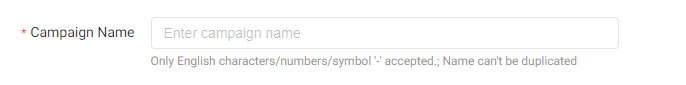 * Campaign Name
Enter campaign name
Only English characters/numbers/symbol '-' accepted.; Name can't be duplicated